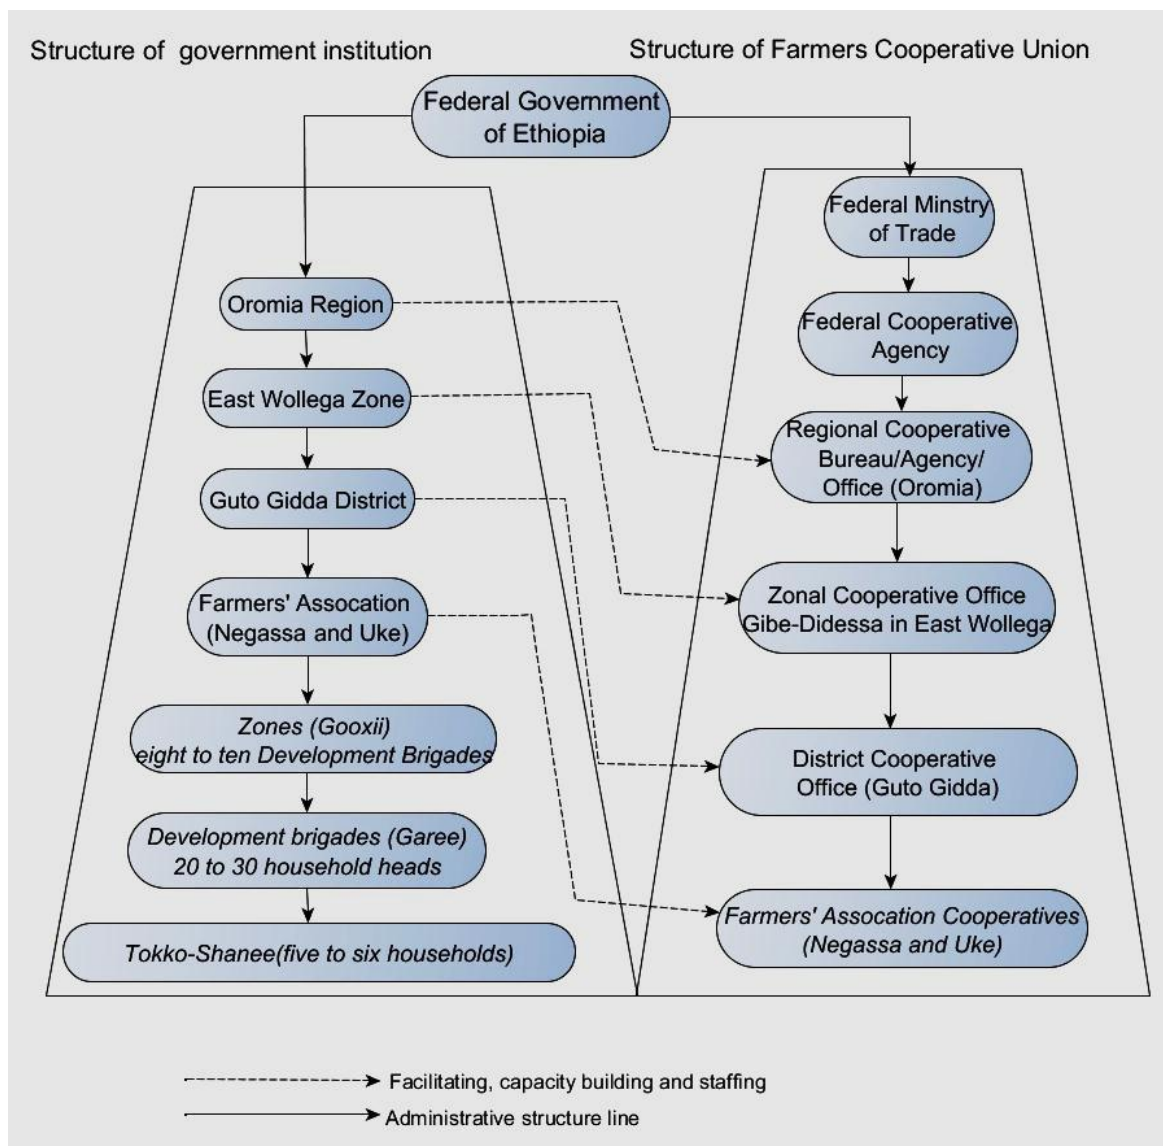 Structure of government institution
Structure of Farmers Cooperative Union
Federal Government
of Ethiopia
Federal Minstry
of Trade
Oromia Region
Federal Cooperative
Agency
East Wollega Zone
Regional Cooperative
Bureau/Agency/
Office (Oromia)
Guto Gidda District
Farmers' Assocation
(Negassa and Uke)
Zonal Cooperative Office
Gibe-Didessa in East Wollega
Zones (Gooxii)
eight to ten Development Brigades
District Cooperative
Office (Guto Gidda)
Development brigades (Garee)
20 to 30 household heads
Farmers' Assocation Cooperatives
(Negassa and Uke)
Tokko-Shanee(five to six households)
Facilitating, capacity building and staffing
Administrative structure line